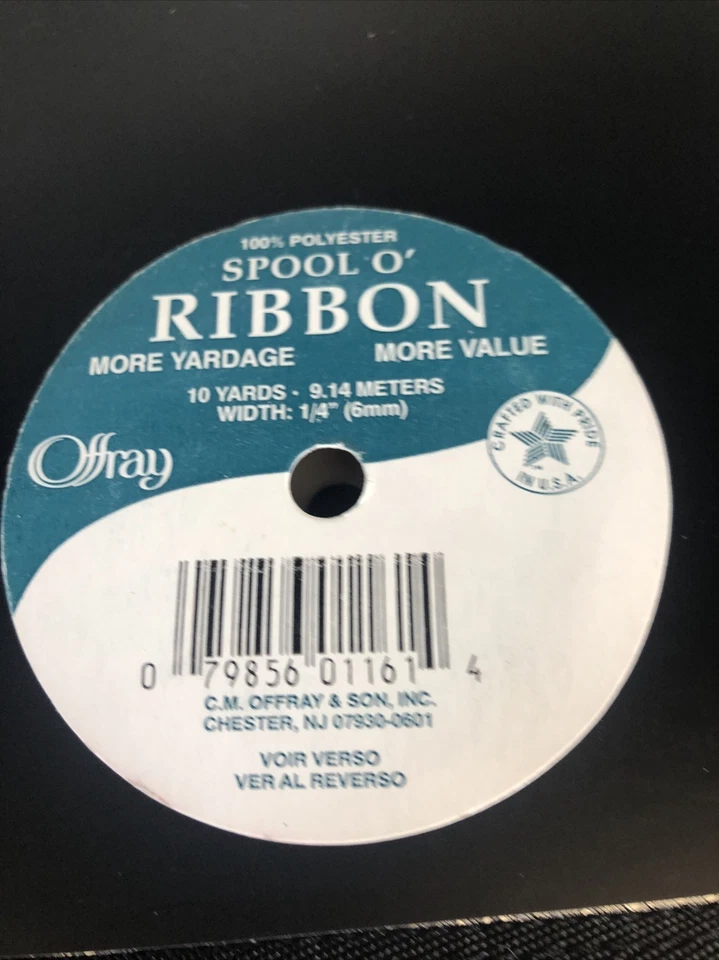 100% POLYESTER
SPOOL O'
RIBBON
MORE YARDAGE MORE VALUE
10 YARDS - 9.14 METERS
WIDTH: 1/4" (6mm)
Offray
CRAFTED WITH PRIDE
IN U.S.A.
0 79856 01161 4
C.M. OFFRAY & SON, INC.
CHESTER, NJ 07930-0601
VOIR VERSO
VER AL REVERSO